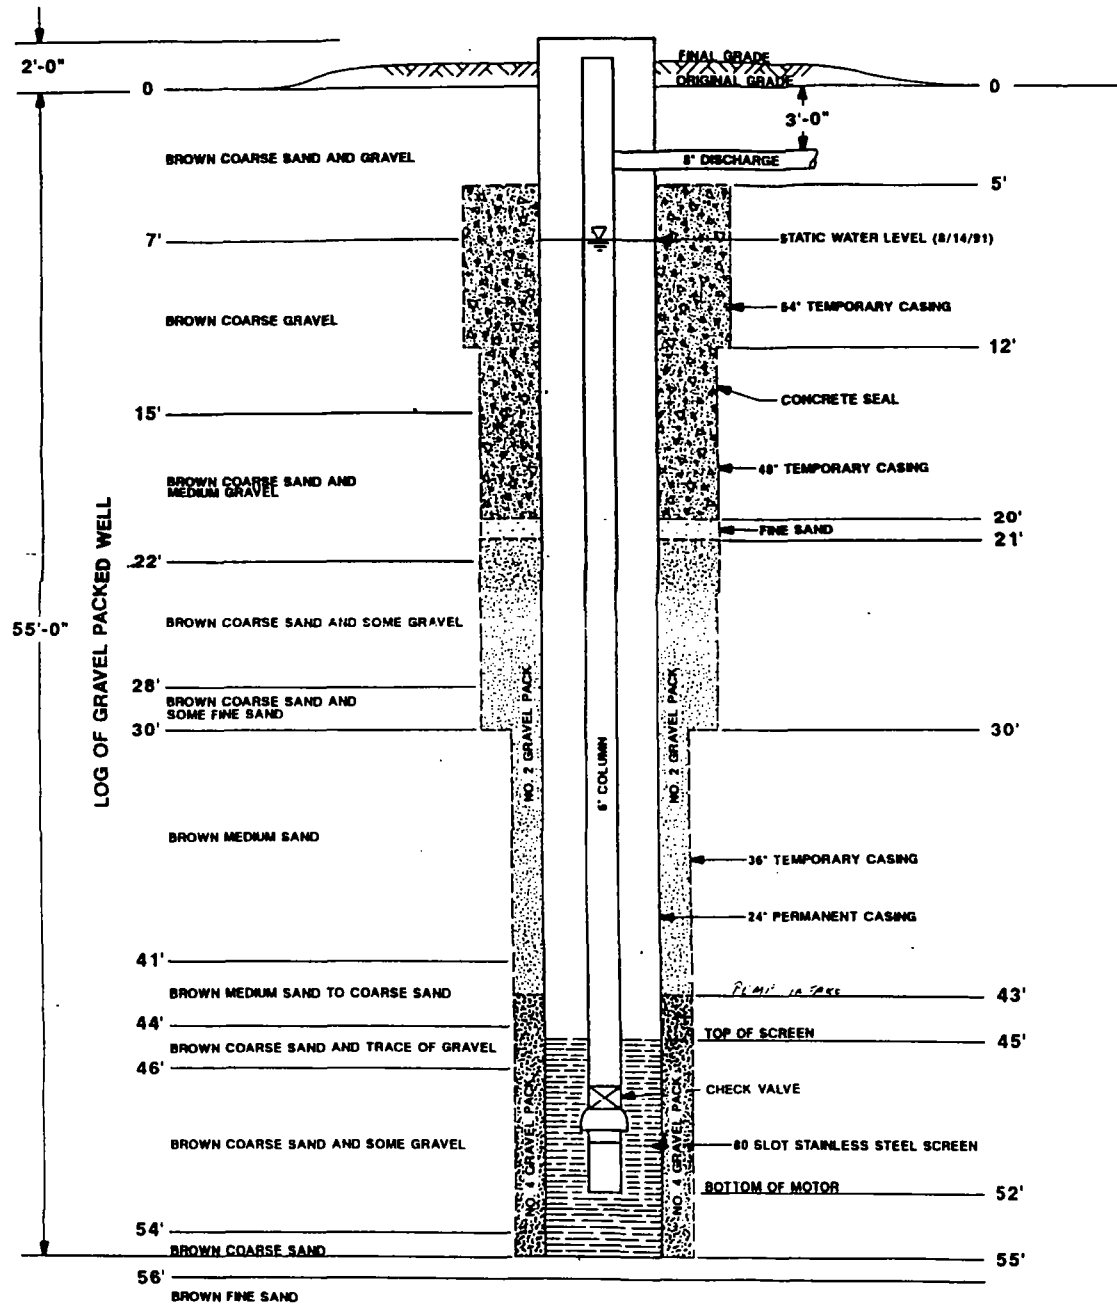 2'-0"
FINAL GRADE
ORIGINAL GRADE
0
0
3'-0"
BROWN COARSE SAND AND GRAVEL
8" DISCHARGE
5'
7'
STATIC WATER LEVEL (8/14/91)
54" TEMPORARY CASING
BROWN COARSE GRAVEL
12'
CONCRETE SEAL
15'
48" TEMPORARY CASING
BROWN COARSE SAND AND
MEDIUM GRAVEL
20'
FINE SAND
21'
22'
BROWN COARSE SAND AND SOME GRAVEL
55'-0"
LOG OF GRAVEL PACKED WELL
28'
BROWN COARSE SAND AND
SOME FINE SAND
30'
30'
NO. 2 GRAVEL PACK
6" COLUMN
NO. 2 GRAVEL PACK
BROWN MEDIUM SAND
36" TEMPORARY CASING
24" PERMANENT CASING
41'
BROWN MEDIUM SAND TO COARSE SAND
PUMP INTAKE
43'
44'
TOP OF SCREEN
45'
BROWN COARSE SAND AND TRACE OF GRAVEL
46'
CHECK VALVE
NO. 4 GRAVEL PACK
NO. 4 GRAVEL PACK
BROWN COARSE SAND AND SOME GRAVEL
80 SLOT STAINLESS STEEL SCREEN
BOTTOM OF MOTOR
52'
54'
BROWN COARSE SAND
55'
56'
BROWN FINE SAND